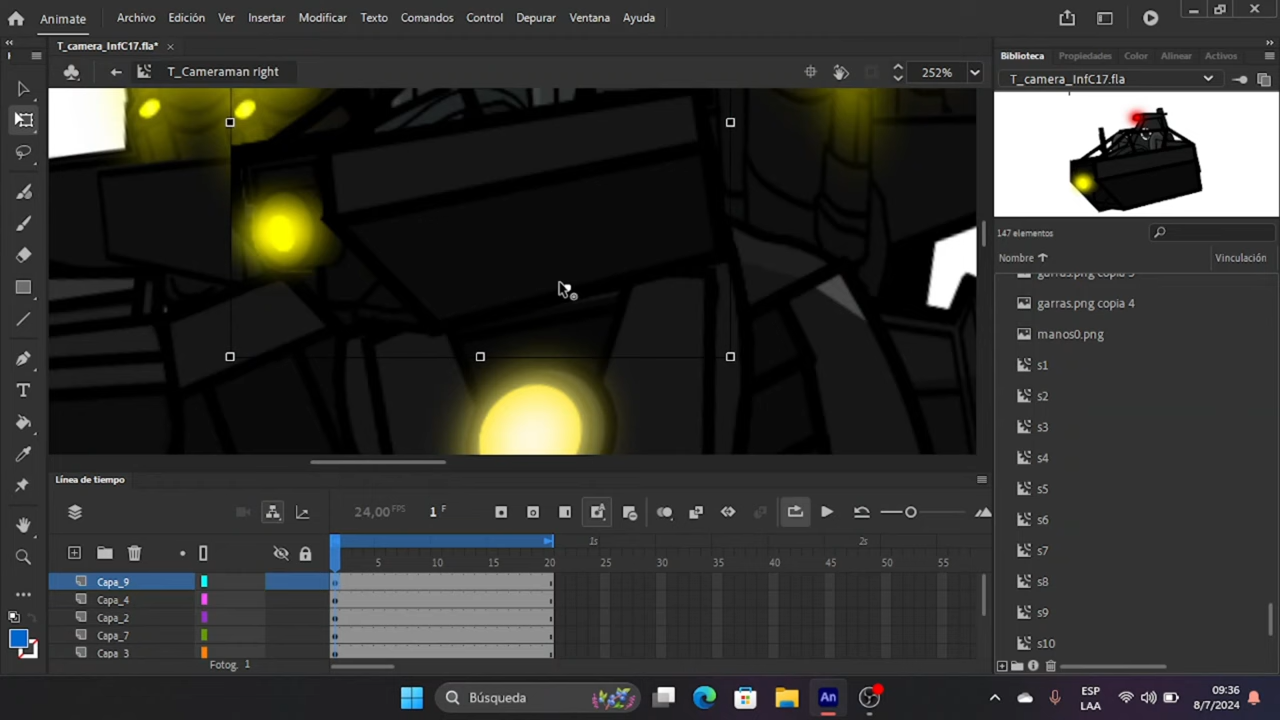 Animate
Archivo Edición Ver Insertar Modificar Texto Comandos Control Depurar Ventana Ayuda
T_camera_InfC17.fla*
T_Cameraman right
252%
Biblioteca Propiedades Color Alinear Activos
T_camera_InfC17.fla
147 elementos
Nombre Vinculación
garras.png copia 4
manos0.png
s1
s2
s3
s4
s5
s6
s7
s8
s9
s10
Línea de tiempo
24,00 FPS 1 F
1s 2s
5 10 15 20 25 30 35 40 45 50 55
Capa_9
Capa_4
Capa_2
Capa_7
Capa_3
Fotog. 1
Búsqueda
An
ESP
LAA
09:36
8/7/2024